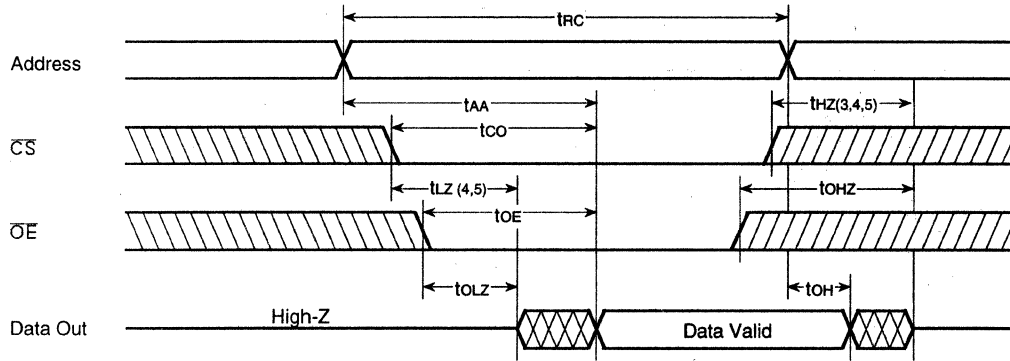 tRC
Address
tAA
tHZ(3,4,5)
tCO
CS
tLZ (4,5)
tOHZ
tOE
OE
tOLZ
tOH
High-Z
Data Out
Data Valid